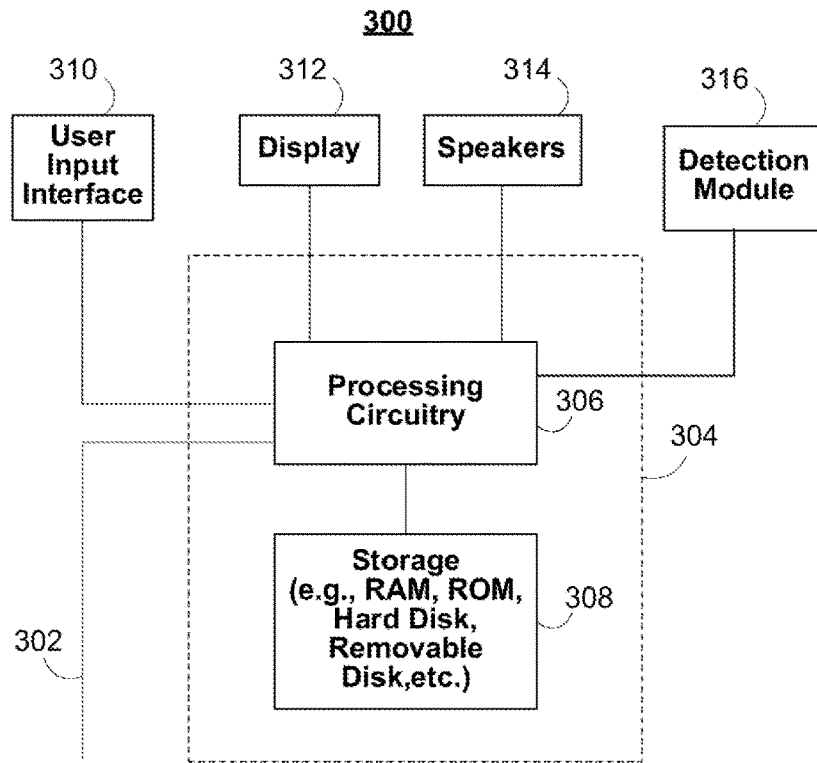 300
310
312
314
316
User
Input
Interface
Display
Speakers
Detection
Module
Processing
Circuitry
306
304
Storage
(e.g., RAM, ROM,
Hard Disk,
Removable
Disk,etc.)
308
302